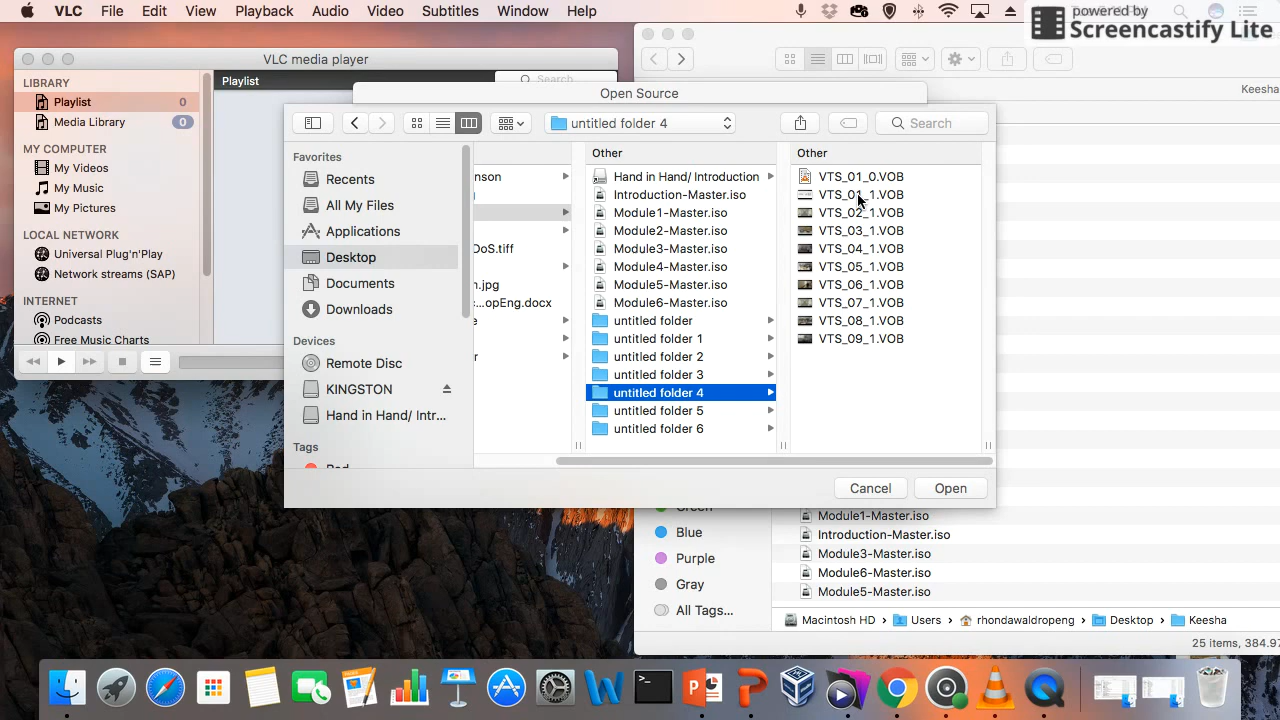 VLC File Edit View Playback Audio Video Subtitles Window Help
powered by
Screencastify Lite
VLC media player
LIBRARY
Playlist 0
Media Library 0
MY COMPUTER
My Videos
My Music
My Pictures
LOCAL NETWORK
Universal Plug'n'Play
Network streams (SAP)
INTERNET
Podcasts
Free Music Charts
Playlist
Search
Open Source
untitled folder 4
Search
Favorites
Recents
All My Files
Applications
Desktop
Documents
Downloads
Devices
Remote Disc
KINGSTON
Hand in Hand/ Intr...
Tags
nson
DoS.tiff
n.jpg
c...opEng.docx
Other
Hand in Hand/ Introduction
Introduction-Master.iso
Module1-Master.iso
Module2-Master.iso
Module3-Master.iso
Module4-Master.iso
Module5-Master.iso
Module6-Master.iso
untitled folder
untitled folder 1
untitled folder 2
untitled folder 3
untitled folder 4
untitled folder 5
untitled folder 6
Other
VTS_01_0.VOB
VTS_01_1.VOB
VTS_02_1.VOB
VTS_03_1.VOB
VTS_04_1.VOB
VTS_05_1.VOB
VTS_06_1.VOB
VTS_07_1.VOB
VTS_08_1.VOB
VTS_09_1.VOB
Cancel Open
Keesha
Green
Blue
Purple
Gray
All Tags...
Module1-Master.iso
Introduction-Master.iso
Module3-Master.iso
Module6-Master.iso
Module5-Master.iso
Macintosh HD Users rhondawaldropeng Desktop Keesha
25 items, 384.97